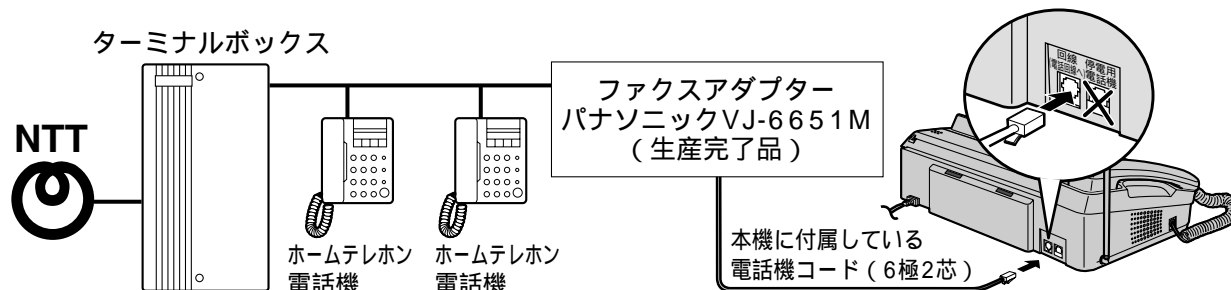 ターミナルボックス
NTT
ホームテレホン
電話機
ホームテレホン
電話機
ファクスアダプター
パナソニックVJ-6651M
（生産完了品）
本機に付属している
電話機コード（6極2芯）
回線
(電話回線へ)
停電用
電話機